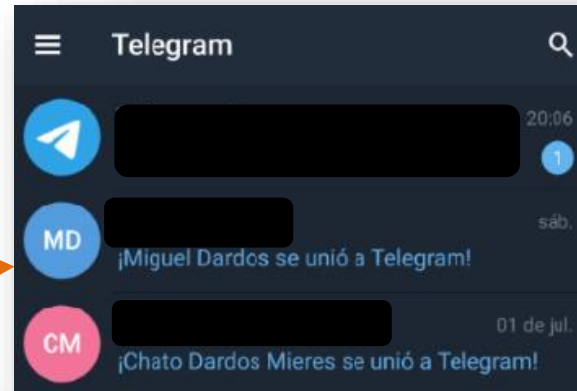 Telegram
20:06
1
MD
sáb.
¡Miguel Dardos se unió a Telegram!
CM
01 de jul.
¡Chato Dardos Mieres se unió a Telegram!